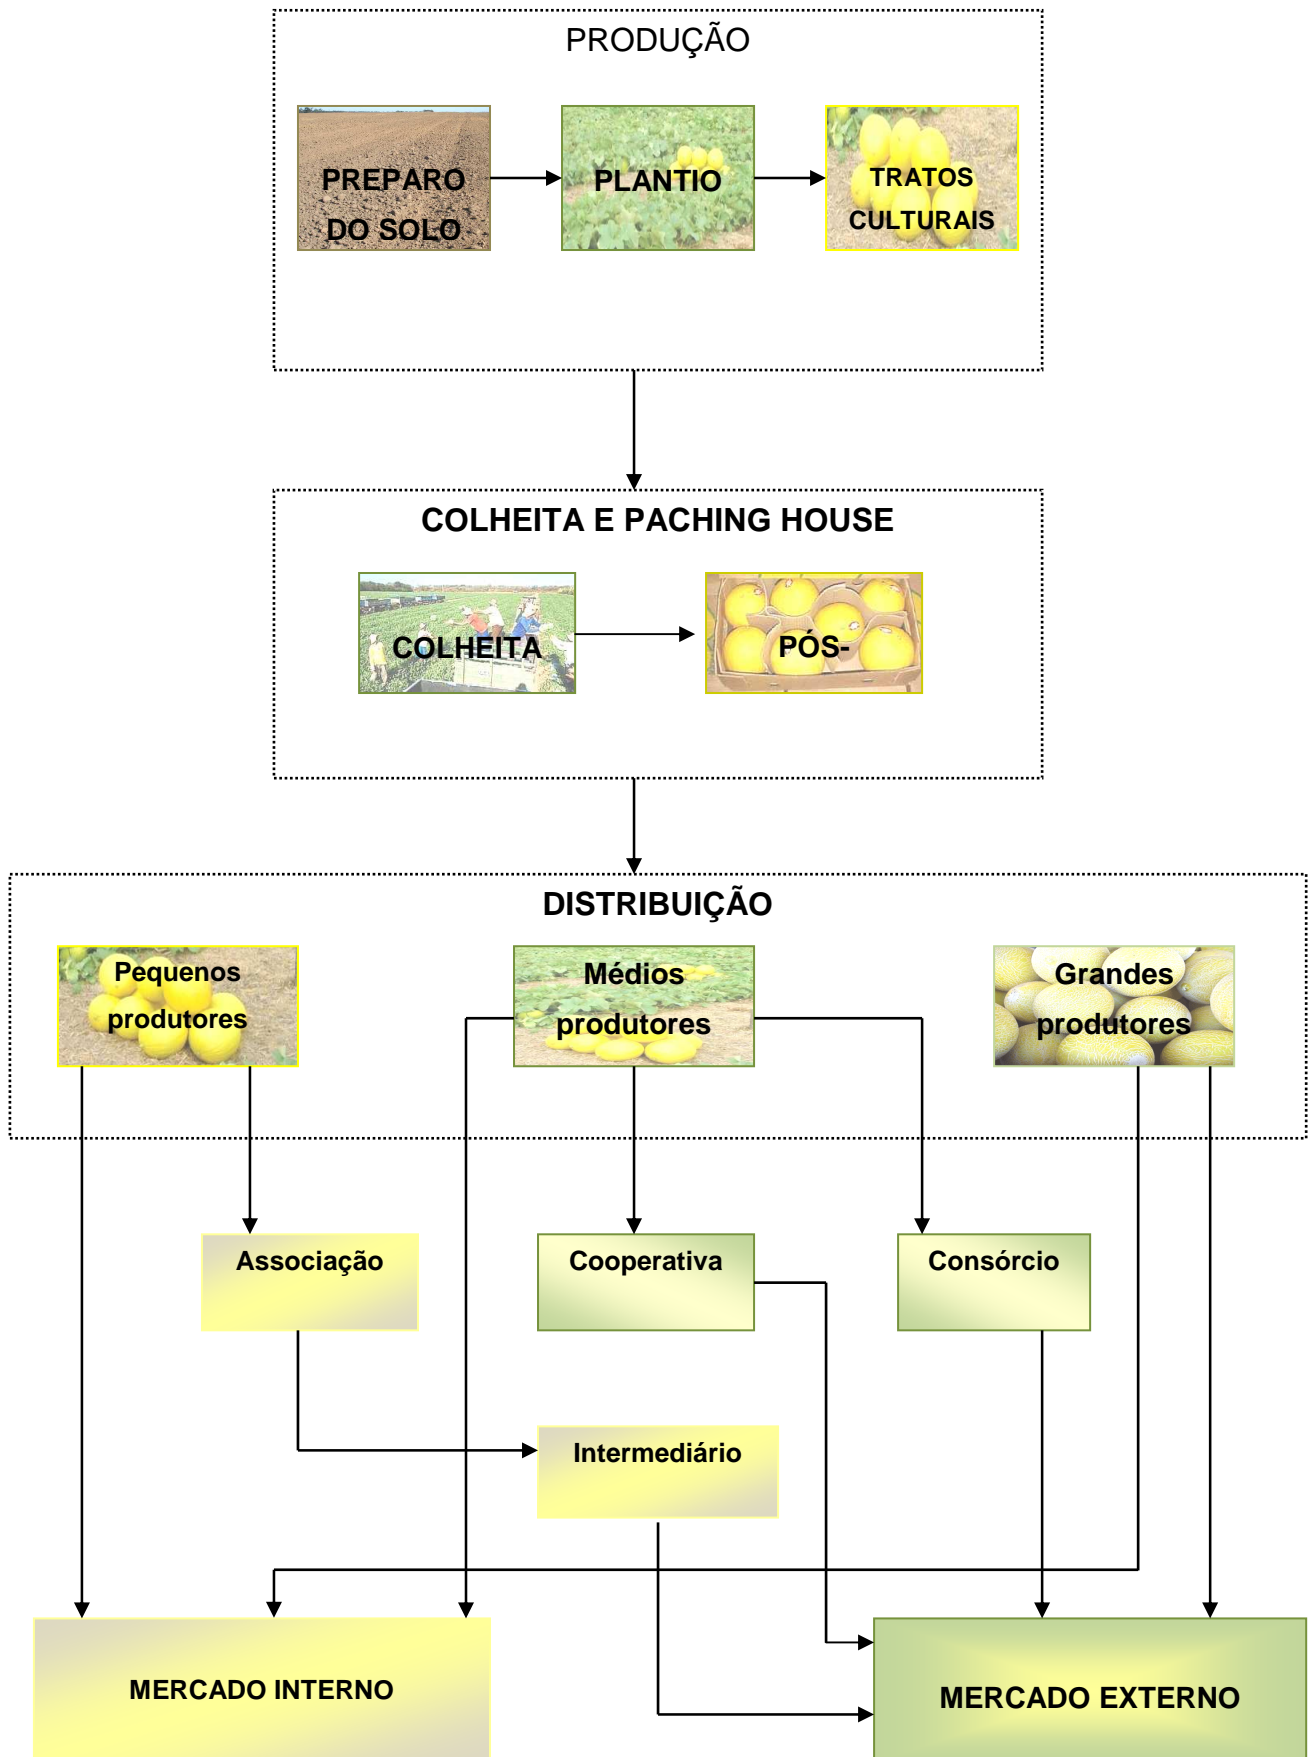 PRODUÇÃO
PREPARO
DO SOLO
PLANTIO
TRATOS
CULTURAIS
COLHEITA E PACHING HOUSE
COLHEITA
PÓS-
DISTRIBUIÇÃO
Pequenos
produtores
Médios
produtores
Grandes
produtores
Associação
Cooperativa
Consórcio
Intermediário
MERCADO INTERNO
MERCADO EXTERNO